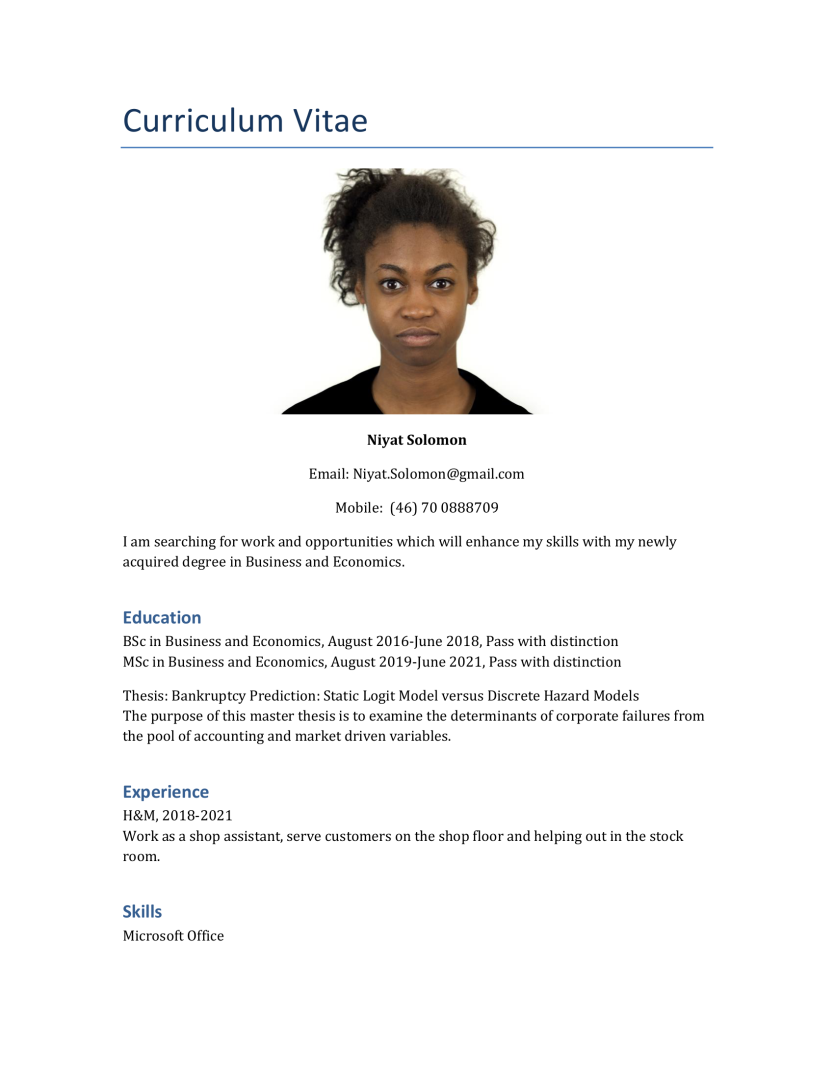 Curriculum Vitae
Niyat Solomon
Email: Niyat.Solomon@gmail.com
Mobile:  (46) 70 0888709
I am searching for work and opportunities which will enhance my skills with my newly
acquired degree in Business and Economics.
Education
BSc in Business and Economics, August 2016-June 2018, Pass with distinction
MSc in Business and Economics, August 2019-June 2021, Pass with distinction
Thesis: Bankruptcy Prediction: Static Logit Model versus Discrete Hazard Models
The purpose of this master thesis is to examine the determinants of corporate failures from
the pool of accounting and market driven variables.
Experience
H&M, 2018-2021
Work as a shop assistant, serve customers on the shop floor and helping out in the stock
room.
Skills
Microsoft Office